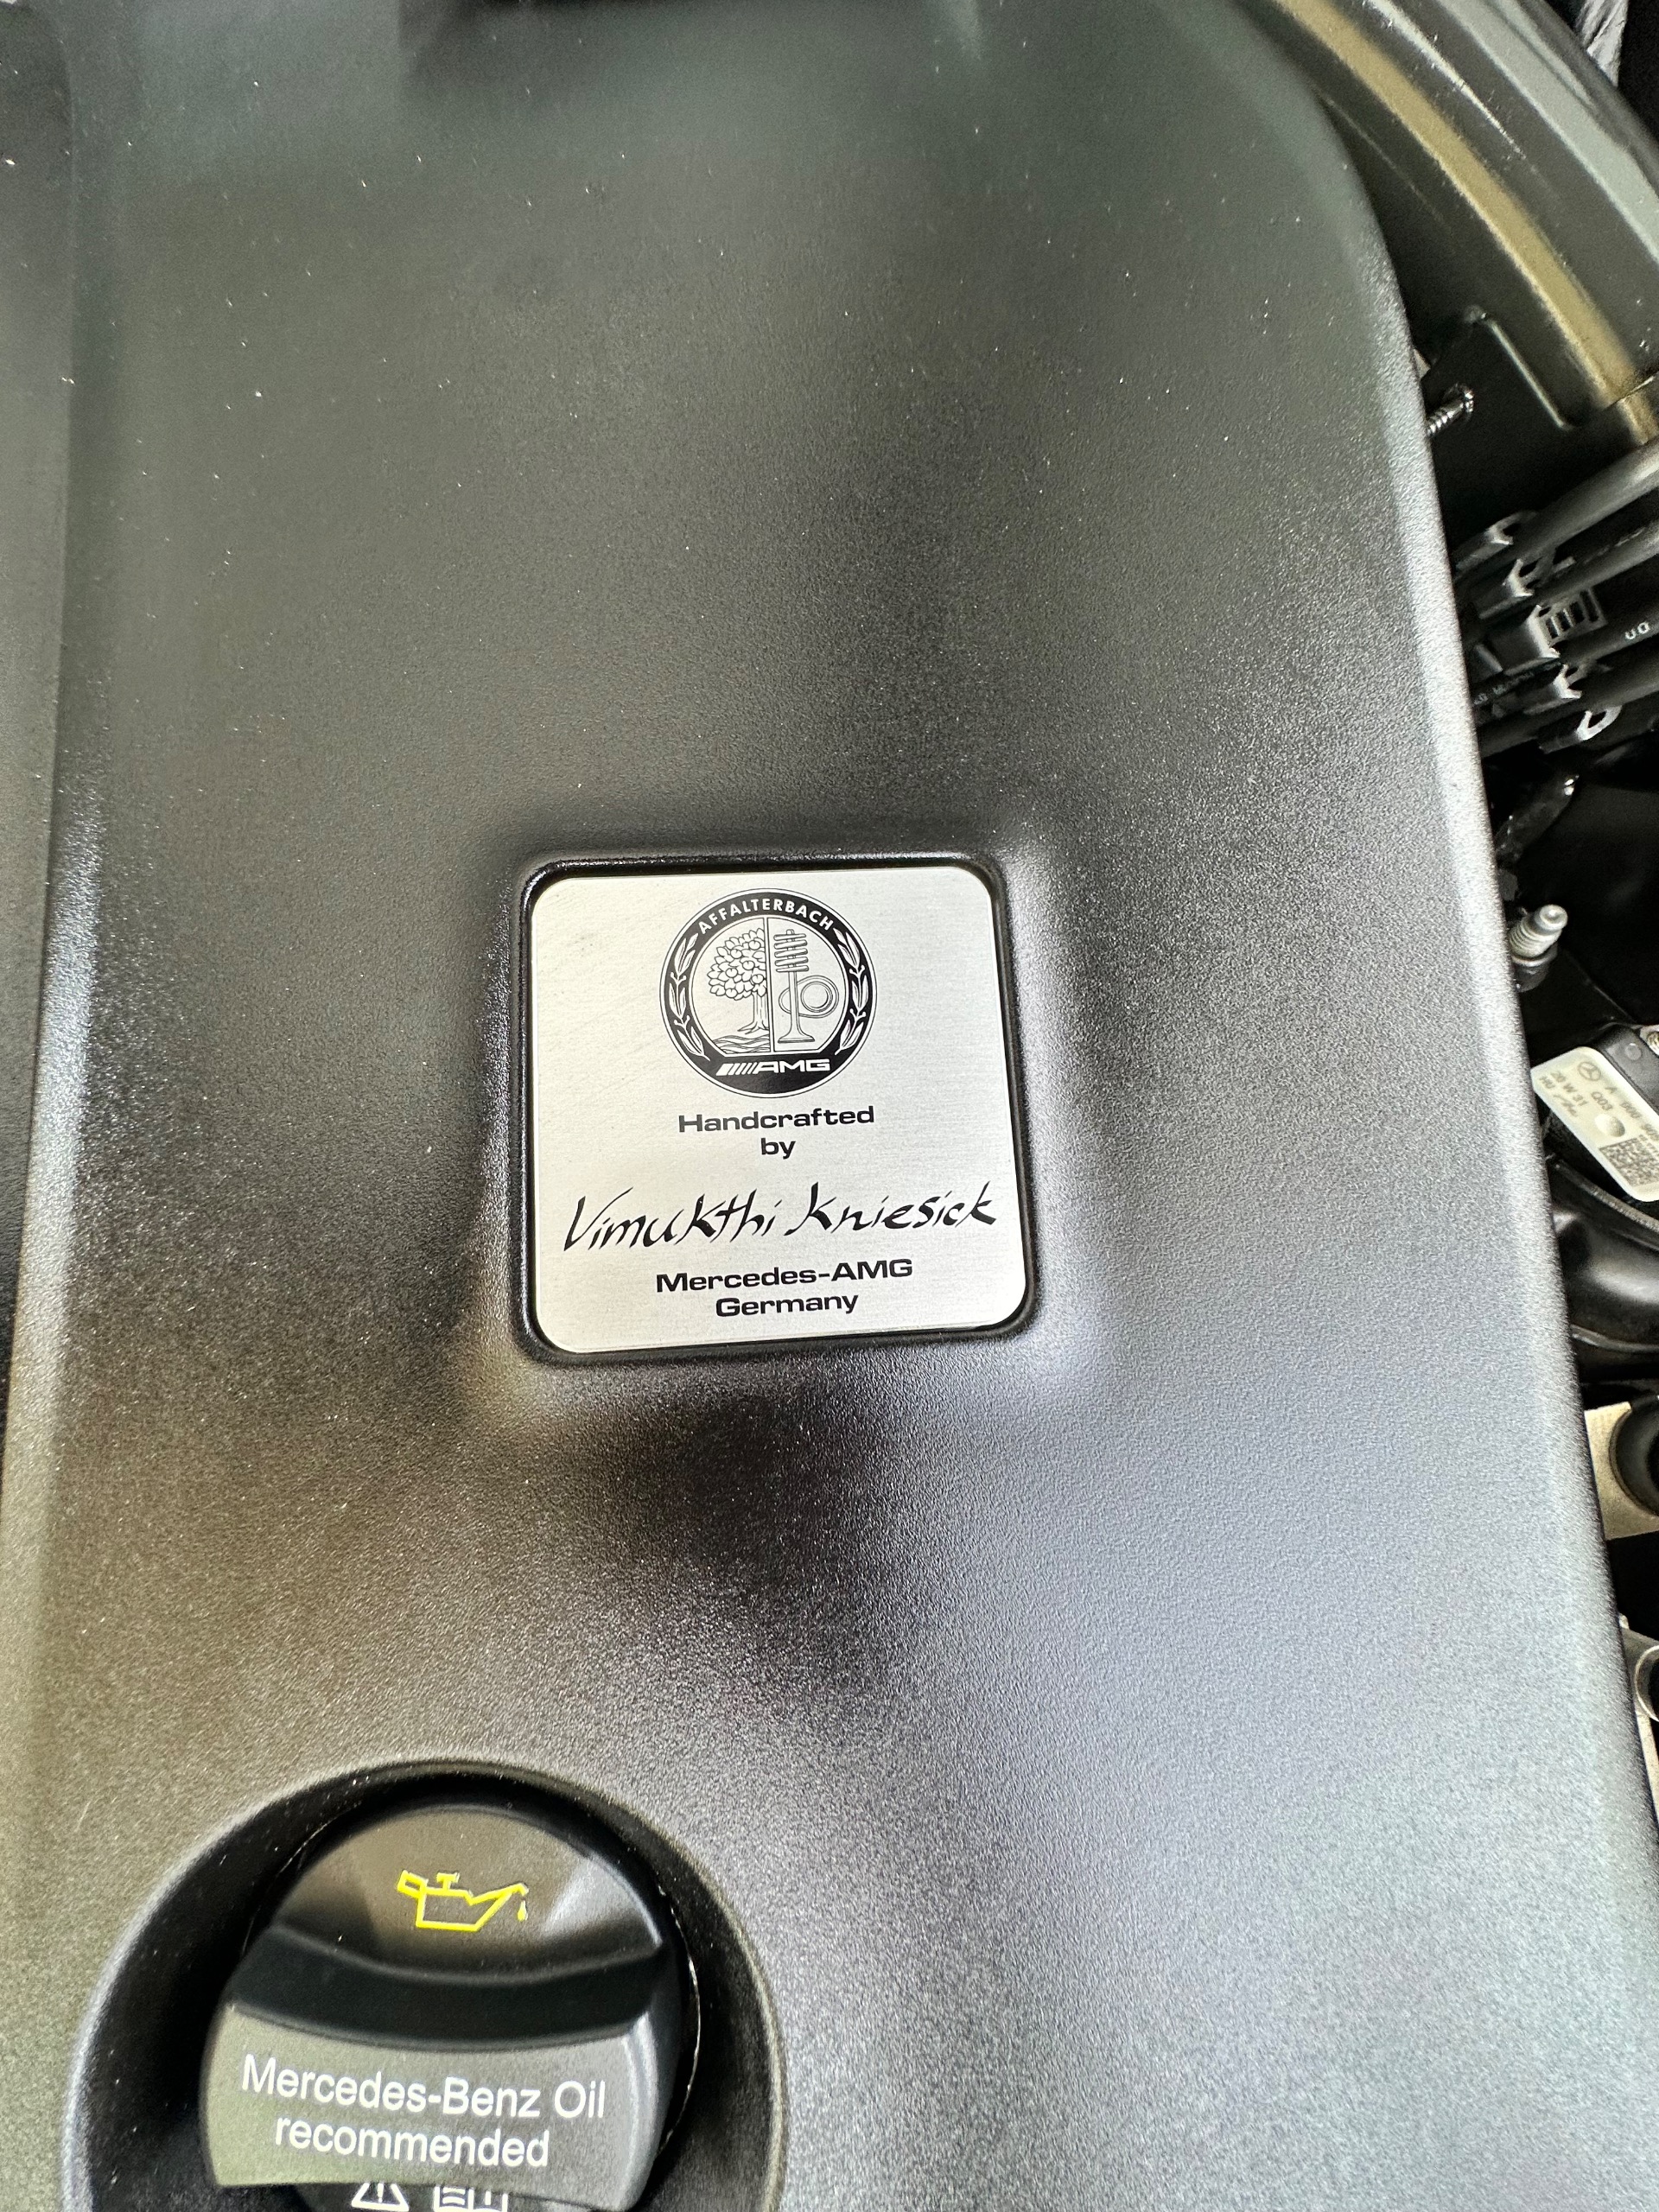 AFFALTERBACH
AMG
Handcrafted
by
Vimukthi Kniesick
Mercedes-AMG
Germany
Mercedes-Benz Oil
recommended